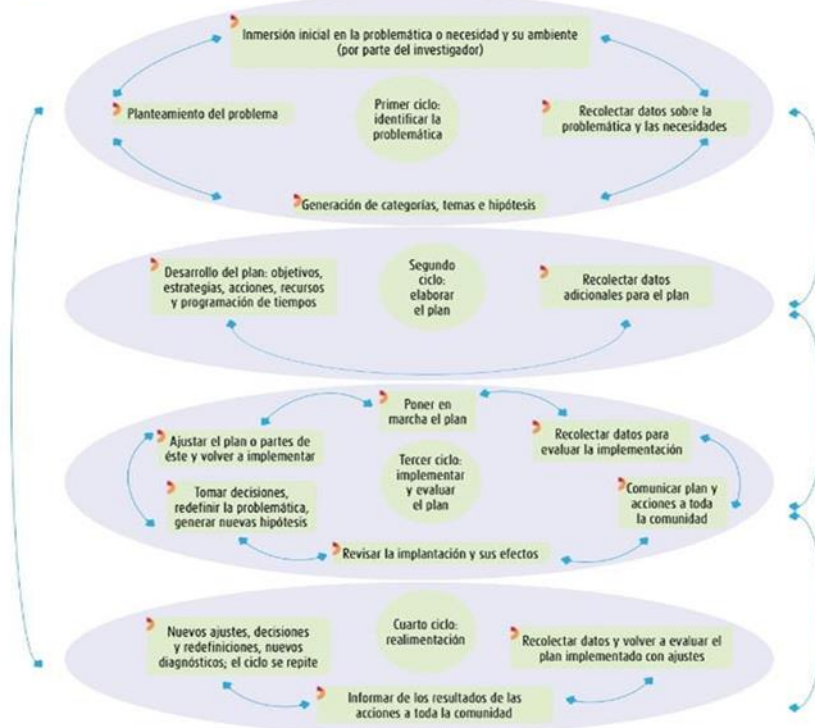 Inmersión inicial en la problemática o necesidad y su ambiente
(por parte del investigador)
Planteamiento del problema
Primer ciclo:
identificar la
problemática
Recolectar datos sobre la
problemática y las necesidades
Generación de categorías, temas e hipótesis
Desarrollo del plan: objetivos,
estrategias, acciones, recursos
y programación de tiempos
Segundo
ciclo:
elaborar
el plan
Recolectar datos
adicionales para el plan
Poner en
marcha el plan
Ajustar el plan o partes de
éste y volver a implementar
Recolectar datos para
evaluar la implementación
Tercer ciclo:
implementar
y evaluar
el plan
Tomar decisiones,
redefinir la problemática,
generar nuevas hipótesis
Comunicar plan y
acciones a toda
la comunidad
Revisar la implantación y sus efectos
Nuevos ajustes, decisiones
y redefiniciones, nuevos
diagnósticos; el ciclo se repite
Cuarto ciclo:
realimentación
Recolectar datos y volver a evaluar el
plan implementado con ajustes
Informar de los resultados de las
acciones a toda la comunidad